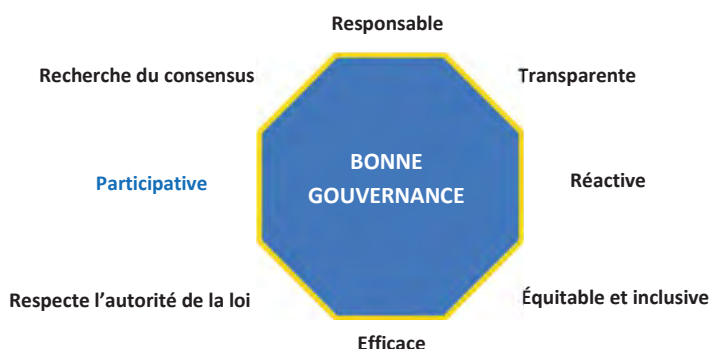 Responsable
Recherche du consensus
Transparente
BONNE
GOUVERNANCE
Participative
Réactive
Respecte l’autorité de la loi
Équitable et inclusive
Efficace